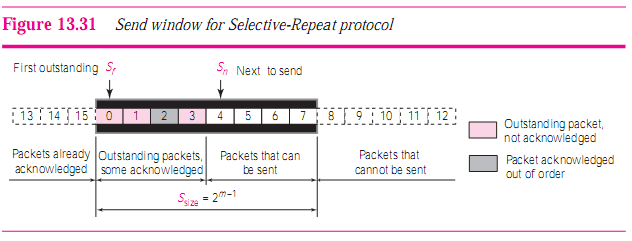 Figure 13.31 Send window for Selective-Repeat protocol
First outstanding Sf
Sn Next to send
13 14 15 0 1 2 3 4 5 6 7 8 9 10 11 12
Outstanding packet,
not acknowledged
Packet acknowledged
out of order
Packets already
acknowledged
Outstanding packets,
some acknowledged
Packets that can
be sent
Packets that
cannot be sent
Ssize = 2^m–1